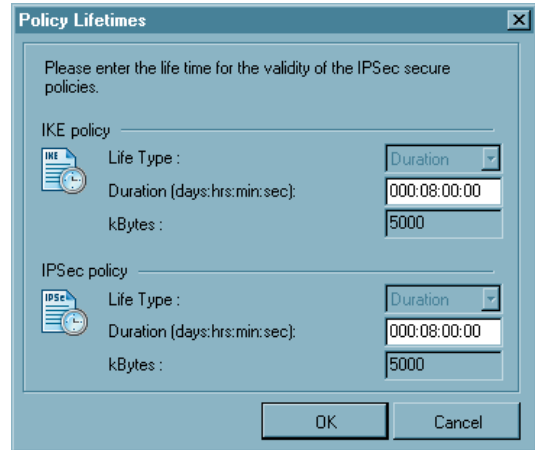 Policy Lifetimes
Please enter the life time for the validity of the IPSec secure
policies.
IKE policy
IKE
Life Type :
Duration
Duration (days:hrs:min:sec):
000:08:00:00
kBytes :
5000
IPSec policy
IPSec
Life Type :
Duration
Duration (days:hrs:min:sec):
000:08:00:00
kBytes :
5000
OK
Cancel